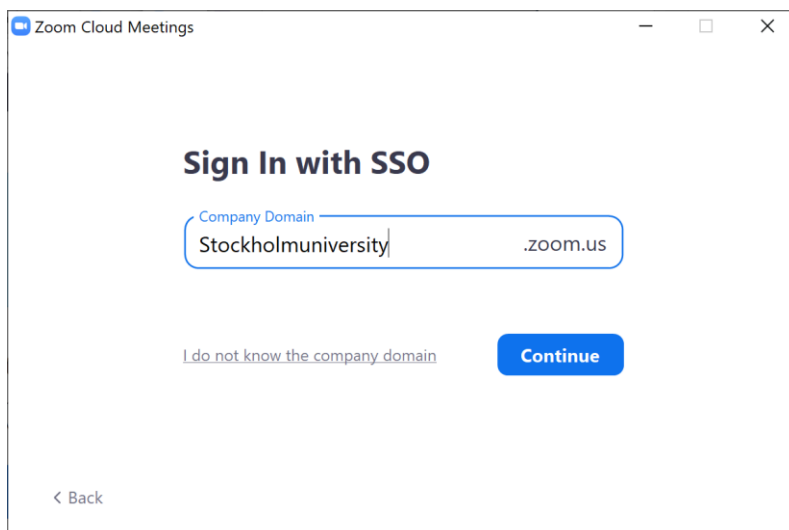 Zoom Cloud Meetings
Sign In with SSO
Company Domain
Stockholmuniversity .zoom.us
I do not know the company domain Continue
Back